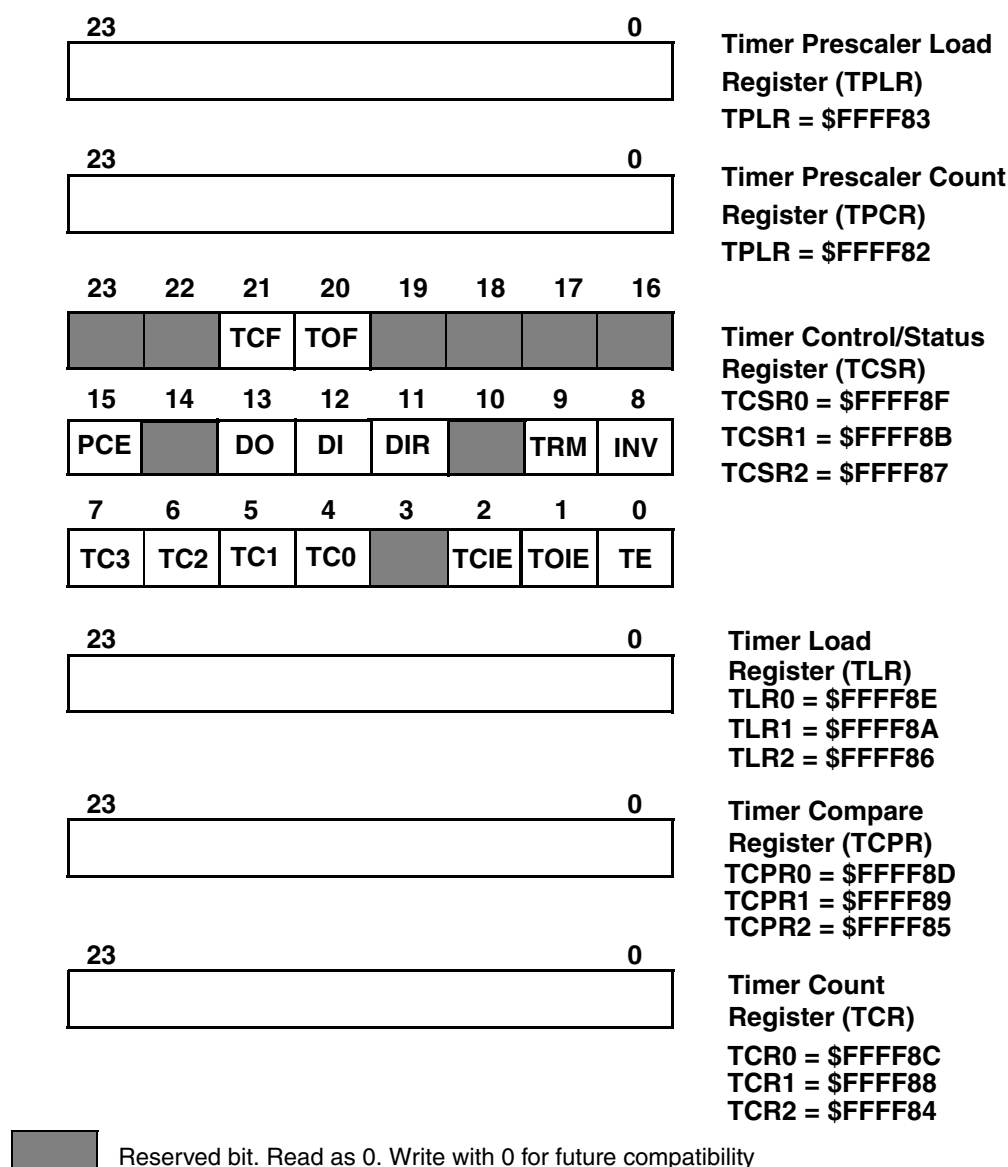 23 0
Timer Prescaler Load
Register (TPLR)
TPLR = $FFFF83
23 0
Timer Prescaler Count
Register (TPCR)
TPLR = $FFFF82
23 22 21 20 19 18 17 16
TCF TOF
Timer Control/Status
Register (TCSR)
TCSR0 = $FFFF8F
TCSR1 = $FFFF8B
TCSR2 = $FFFF87
15 14 13 12 11 10 9 8
PCE DO DI DIR TRM INV
7 6 5 4 3 2 1 0
TC3 TC2 TC1 TC0 TCIE TOIE TE
23 0
Timer Load
Register (TLR)
TLR0 = $FFFF8E
TLR1 = $FFFF8A
TLR2 = $FFFF86
23 0
Timer Compare
Register (TCPR)
TCPR0 = $FFFF8D
TCPR1 = $FFFF89
TCPR2 = $FFFF85
23 0
Timer Count
Register (TCR)
TCR0 = $FFFF8C
TCR1 = $FFFF88
TCR2 = $FFFF84
Reserved bit. Read as 0. Write with 0 for future compatibility